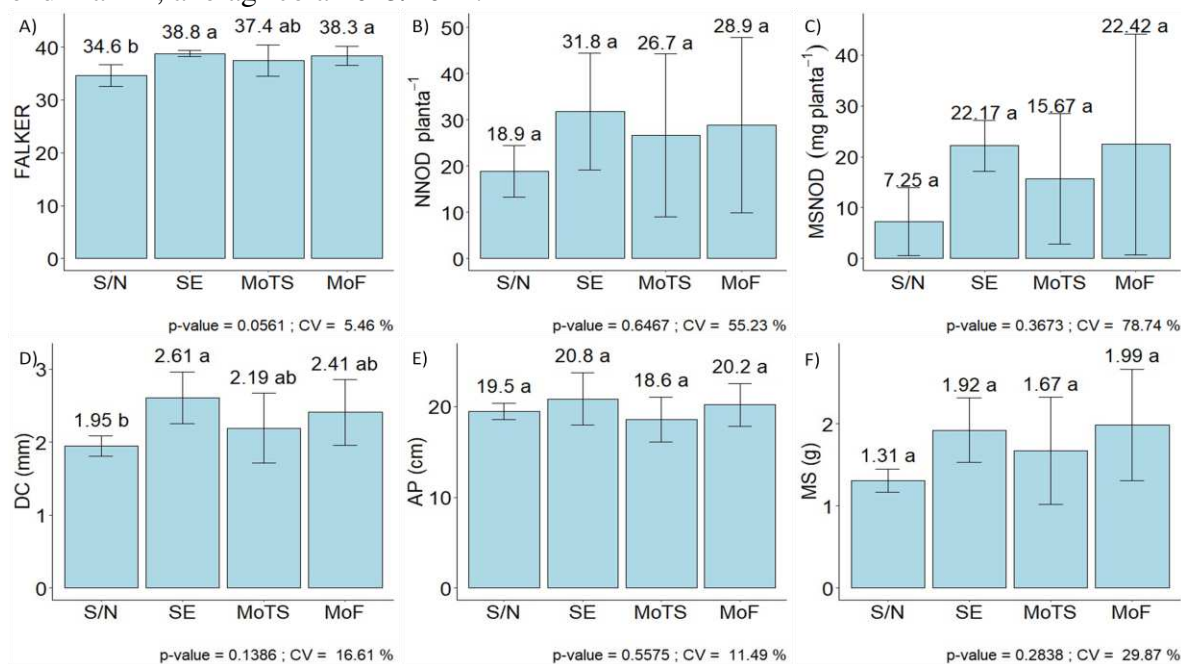 A)
34.6 b
38.8 a
37.4 ab
38.3 a
FALKER
40
30
20
10
0
S/N SE MoTS MoF
p-value = 0.0561 ; CV = 5.46 %
B)
18.9 a
31.8 a
26.7 a
28.9 a
NNOD planta⁻¹
50
40
30
20
10
0
S/N SE MoTS MoF
p-value = 0.6467 ; CV = 55.23 %
C)
7.25 a
22.17 a
15.67 a
22.42 a
MSNOD (mg planta⁻¹)
40
30
20
10
0
S/N SE MoTS MoF
p-value = 0.3673 ; CV = 78.74 %
D)
1.95 b
2.61 a
2.19 ab
2.41 ab
DC (mm)
3
2
1
0
S/N SE MoTS MoF
p-value = 0.1386 ; CV = 16.61 %
E)
19.5 a
20.8 a
18.6 a
20.2 a
AP (cm)
20
10
0
S/N SE MoTS MoF
p-value = 0.5575 ; CV = 11.49 %
F)
1.31 a
1.92 a
1.67 a
1.99 a
MS (g)
2
1
0
S/N SE MoTS MoF
p-value = 0.2838 ; CV = 29.87 %